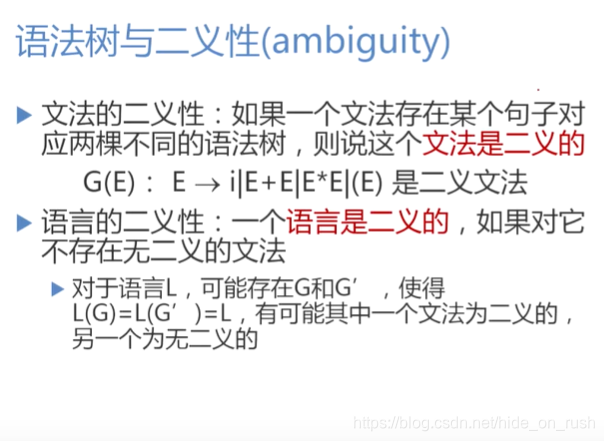 语法树与二义性(ambiguity)
文法的二义性：如果一个文法存在某个句子对
应两棵不同的语法树，则说这个文法是二义的
G(E)： E → i|E+E|E*E|(E) 是二义文法
语言的二义性：一个语言是二义的，如果对它
不存在无二义的文法
对于语言L，可能存在G和G’，使得
L(G)=L(G’)=L，有可能其中一个文法为二义的，
另一个为无二义的
https://blog.csdn.net/hide_on_rush